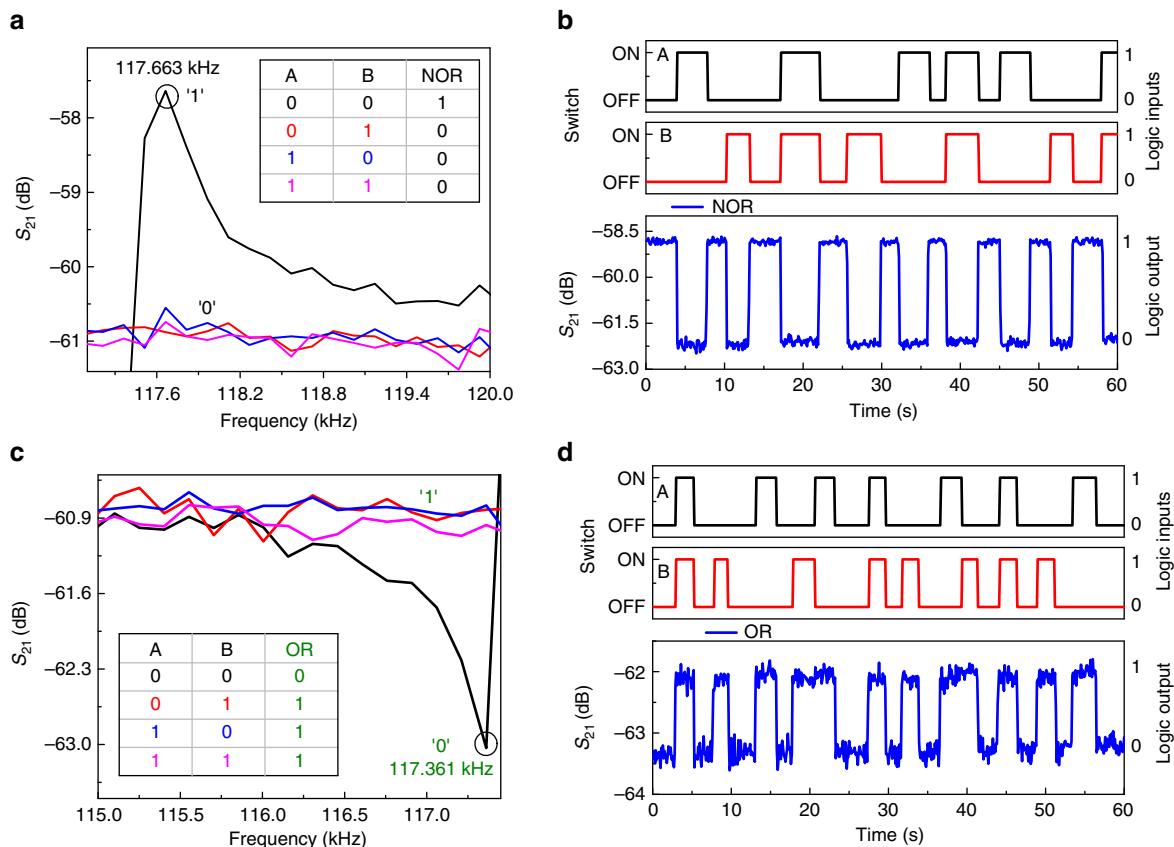 a
117.663 kHz
'1'
A B NOR
0 0 1
0 1 0
1 0 0
1 1 0
'0'
−58
−59
−60
−61
S21 (dB)
117.6 118.2 118.8 119.4 120.0
Frequency (kHz)
b
ON A 1
OFF 0
ON B 1
OFF 0
Switch
Logic inputs
NOR
−58.5 1
−60.0
−61.5
0
−63.0
S21 (dB)
Logic output
0 10 20 30 40 50 60
Time (s)
c
'1'
−60.9
−61.6
−62.3
−63.0
S21 (dB)
A B OR
0 0 0
0 1 1
1 0 1
1 1 1
'0'
117.361 kHz
115.0 115.5 116.0 116.5 117.0
Frequency (kHz)
d
ON A 1
OFF 0
ON B 1
OFF 0
Switch
Logic inputs
OR
−62 1
−63 0
−64
S21 (dB)
Logic output
0 10 20 30 40 50 60
Time (s)